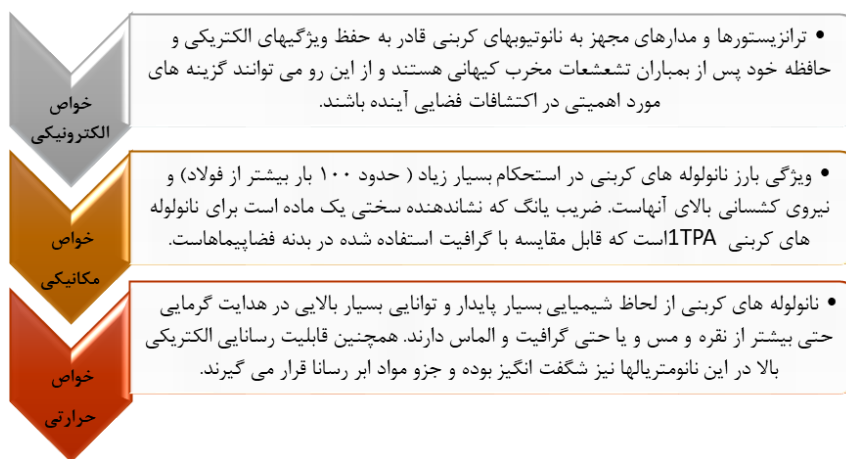 خواص
الکترونیکی
• ترانزیستورها و مدارهای مجهز به نانوتیوبهای کربنی قادر به حفظ ویژگیهای الکتریکی و
حافظه خود پس از بمباران تشعشعات مخرب کیهانی هستند و از این رو می توانند گزینه های
مورد اهمیتی در اکتشافات فضایی آینده باشند.
خواص
مکانیکی
• ویژگی بارز نانولوله های کربنی در استحکام بسیار زیاد ( حدود ۱۰۰ بار بیشتر از فولاد) و
نیروی کشسانی بالای آنهاست. ضریب یانگ که نشاندهنده سختی یک ماده است برای نانولوله
های کربنی 1TPAاست که قابل مقایسه با گرافیت استفاده شده در بدنه فضاپیماهاست.
خواص
حرارتی
• نانولوله های کربنی از لحاظ شیمیایی بسیار پایدار و توانایی بسیار بالایی در هدایت گرمایی
حتی بیشتر از نقره و مس و یا حتی گرافیت و الماس دارند. همچنین قابلیت رسانایی الکتریکی
بالا در این نانومتریالها نیز شگفت انگیز بوده و جزو مواد ابر رسانا قرار می گیرند.